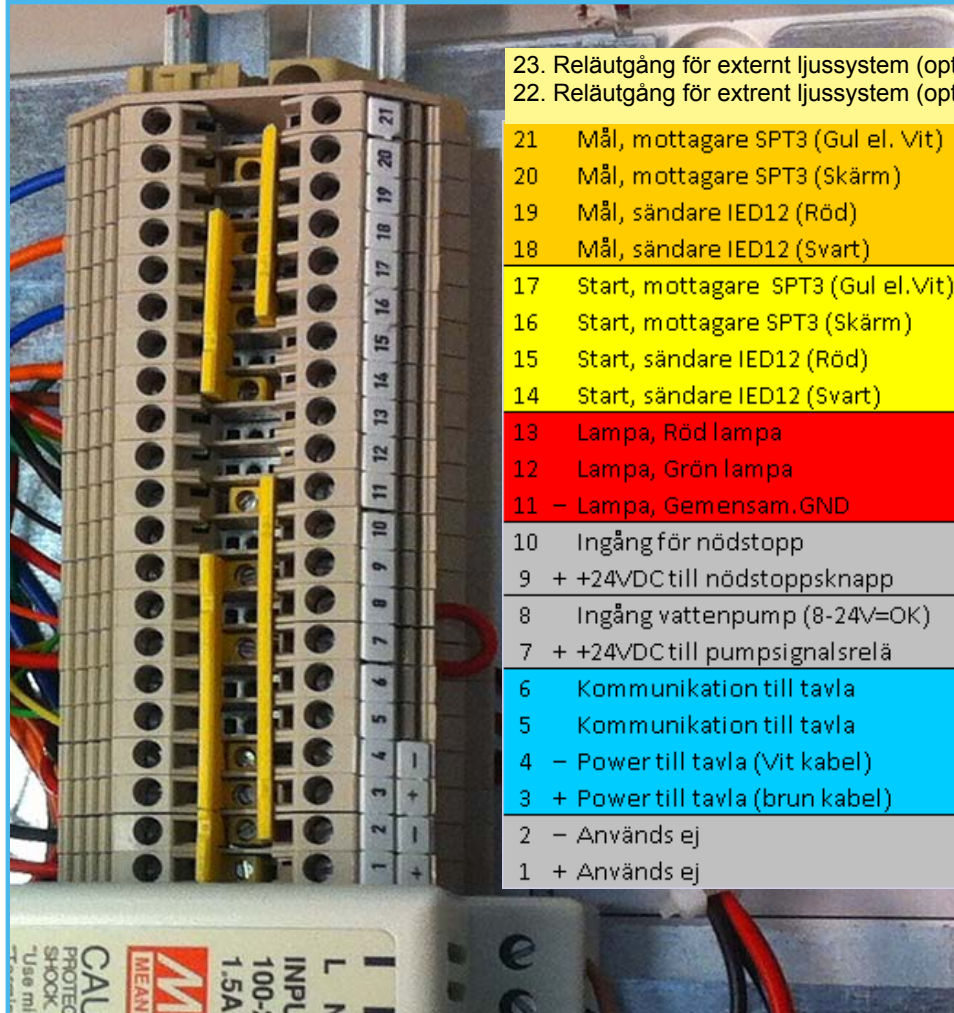 23. Reläutgång för externt ljussystem (opt
22. Reläutgång för extrent ljussystem (opt
21 Mål, mottagare SPT3 (Gul el. Vit)
20 Mål, mottagare SPT3 (Skärm)
19 Mål, sändare IED12 (Röd)
18 Mål, sändare IED12 (Svart)
17 Start, mottagare SPT3 (Gul el.Vit)
16 Start, mottagare SPT3 (Skärm)
15 Start, sändare IED12 (Röd)
14 Start, sändare IED12 (Svart)
13 Lampa, Röd lampa
12 Lampa, Grön lampa
11 – Lampa, Gemensam.GND
10 Ingång för nödstopp
9 + +24VDC till nödstoppsknapp
8 Ingång vattenpump (8-24V=OK)
7 + +24VDC till pumpsignalsrelä
6 Kommunikation till tavla
5 Kommunikation till tavla
4 – Power till tavla (Vit kabel)
3 + Power till tavla (brun kabel)
2 – Används ej
1 + Används ej
21
20
19
18
17
16
15
14
13
12
11
10
9
8
7
6
5
4 –
3 +
2 –
1 +
L N
INPU
100-
1.5A
MEAN
CAU
PROTEC
SHOCK.
"Use mi